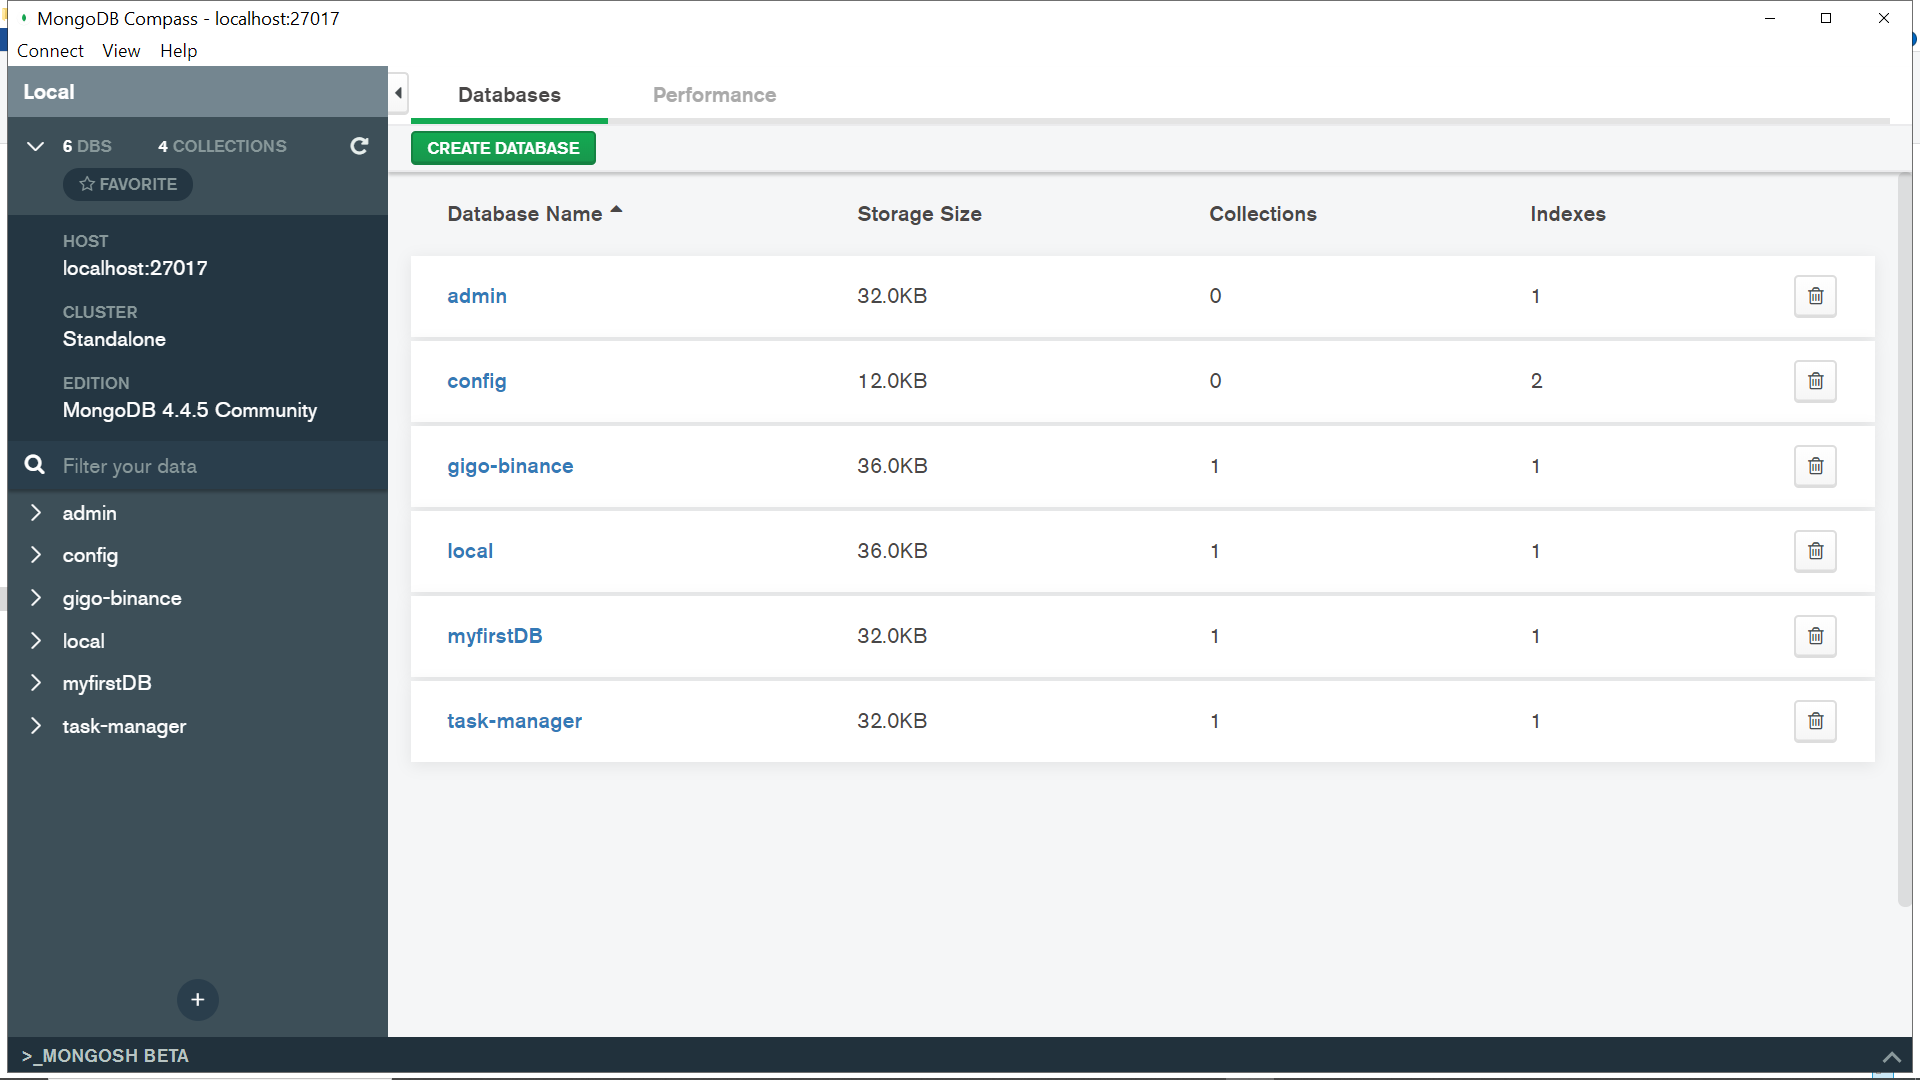 MongoDB Compass - localhost:27017
Connect View Help
Local
Databases Performance
6 DBS 4 COLLECTIONS
CREATE DATABASE
FAVORITE
Database Name Storage Size Collections Indexes
HOST
localhost:27017
CLUSTER
Standalone
EDITION
MongoDB 4.4.5 Community
Filter your data
admin
config
gigo-binance
local
myfirstDB
task-manager
admin 32.0KB 0 1
config 12.0KB 0 2
gigo-binance 36.0KB 1 1
local 36.0KB 1 1
myfirstDB 32.0KB 1 1
task-manager 32.0KB 1 1
+
>_MONGOSH BETA